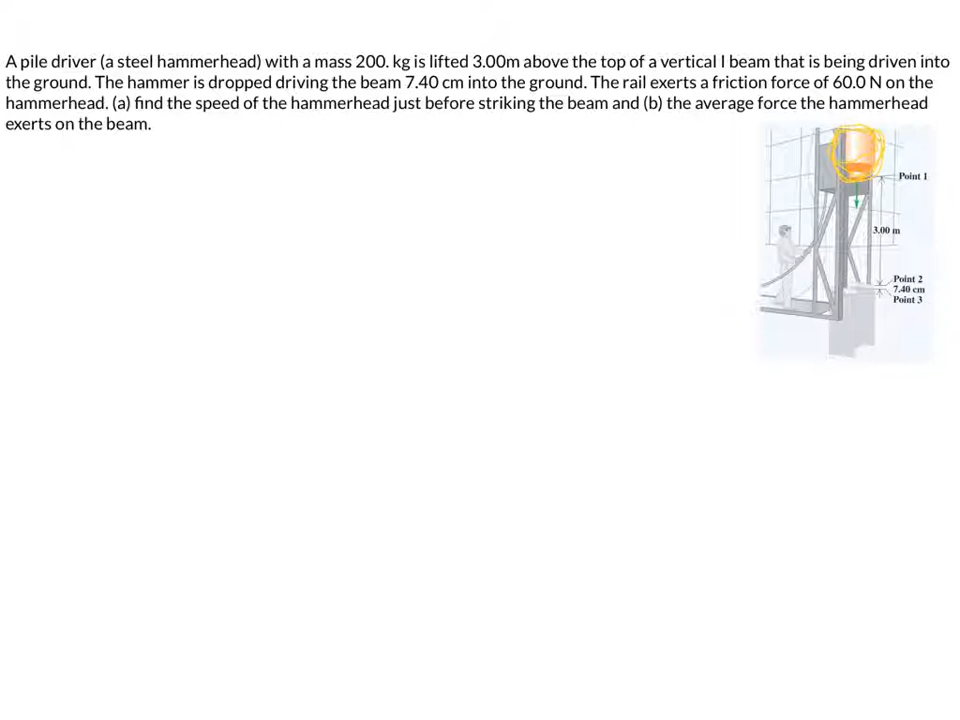 A pile driver (a steel hammerhead) with a mass 200. kg is lifted 3.00m above the top of a vertical I beam that is being driven into
the ground. The hammer is dropped driving the beam 7.40 cm into the ground. The rail exerts a friction force of 60.0 N on the
hammerhead. (a) find the speed of the hammerhead just before striking the beam and (b) the average force the hammerhead
exerts on the beam.
Point 1
3.00 m
Point 2
7.40 cm
Point 3